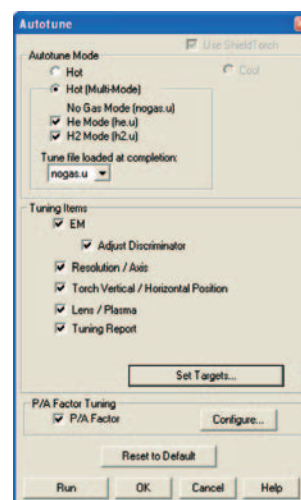 Autotune
Use ShieldTorch
Autotune Mode
Hot
Cool
Hot (Multi-Mode)
No Gas Mode (nogas.u)
He Mode (he.u)
H2 Mode (h2.u)
Tune file loaded at completion:
nogas.u
Tuning Items
EM
Adjust Discriminator
Resolution / Axis
Torch Vertical / Horizontal Position
Lens / Plasma
Tuning Report
Set Targets...
P/A Factor Tuning
P/A Factor
Configure...
Reset to Default
Run
OK
Cancel
Help